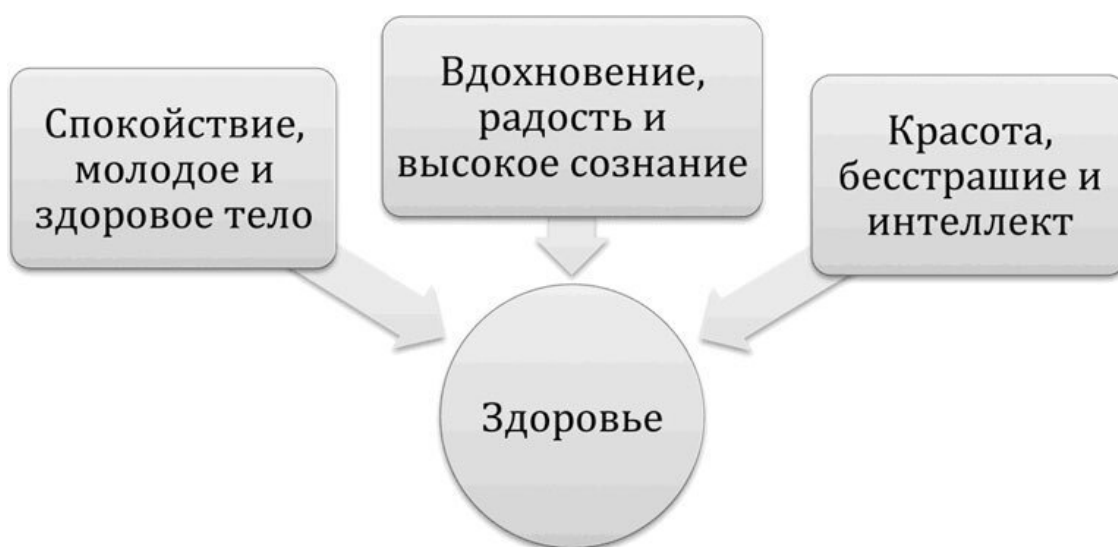 Спокойствие,
молодое и
здоровое тело
Вдохновение,
радость и
высокое сознание
Красота,
бесстрашие и
интеллект
Здоровье